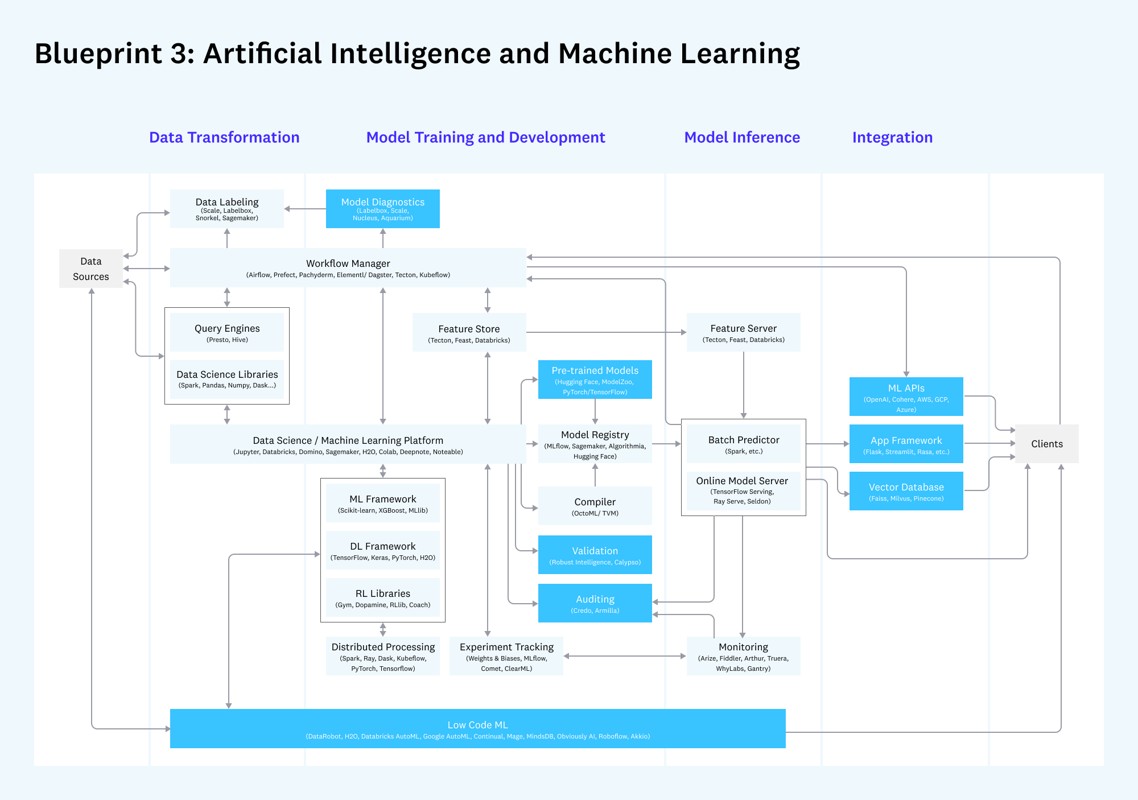 Blueprint 3: Artificial Intelligence and Machine Learning
Data Transformation
Model Training and Development
Model Inference
Integration
Data Labeling
(Scale, Labelbox,
Snorkel, Sagemaker)
Model Diagnostics
(Labelbox, Scale,
Nucleus, Aquarium)
Data
Sources
Workflow Manager
(Airflow, Prefect, Pachyderm, Elementl/ Dagster, Tecton, Kubeflow)
Query Engines
(Presto, Hive)
Data Science Libraries
(Spark, Pandas, Numpy, Dask...)
Feature Store
(Tecton, Feast, Databricks)
Feature Server
(Tecton, Feast, Databricks)
Pre-trained Models
(Hugging Face, ModelZoo,
PyTorch/TensorFlow)
ML APIs
(OpenAI, Cohere, AWS, GCP,
Azure)
Data Science / Machine Learning Platform
(Jupyter, Databricks, Domino, Sagemaker, H2O, Colab, Deepnote, Noteable)
Model Registry
(MLflow, Sagemaker, Algorithmia,
Hugging Face)
Batch Predictor
(Spark, etc.)
App Framework
(Flask, Streamlit, Rasa, etc.)
Clients
Online Model Server
(TensorFlow Serving,
Ray Serve, Seldon)
Vector Database
(Faiss, Milvus, Pinecone)
ML Framework
(Scikit-learn, XGBoost, MLlib)
Compiler
(OctoML/ TVM)
DL Framework
(TensorFlow, Keras, PyTorch, H2O)
Validation
(Robust Intelligence, Calypso)
RL Libraries
(Gym, Dopamine, RLlib, Coach)
Auditing
(Credo, Armilla)
Distributed Processing
(Spark, Ray, Dask, Kubeflow,
PyTorch, Tensorflow)
Experiment Tracking
(Weights & Biases, MLflow,
Comet, ClearML)
Monitoring
(Arize, Fiddler, Arthur, Truera,
WhyLabs, Gantry)
Low Code ML
(DataRobot, H2O, Databricks AutoML, Google AutoML, Continual, Mage, MindsDB, Obviously AI, Roboflow, Akkio)